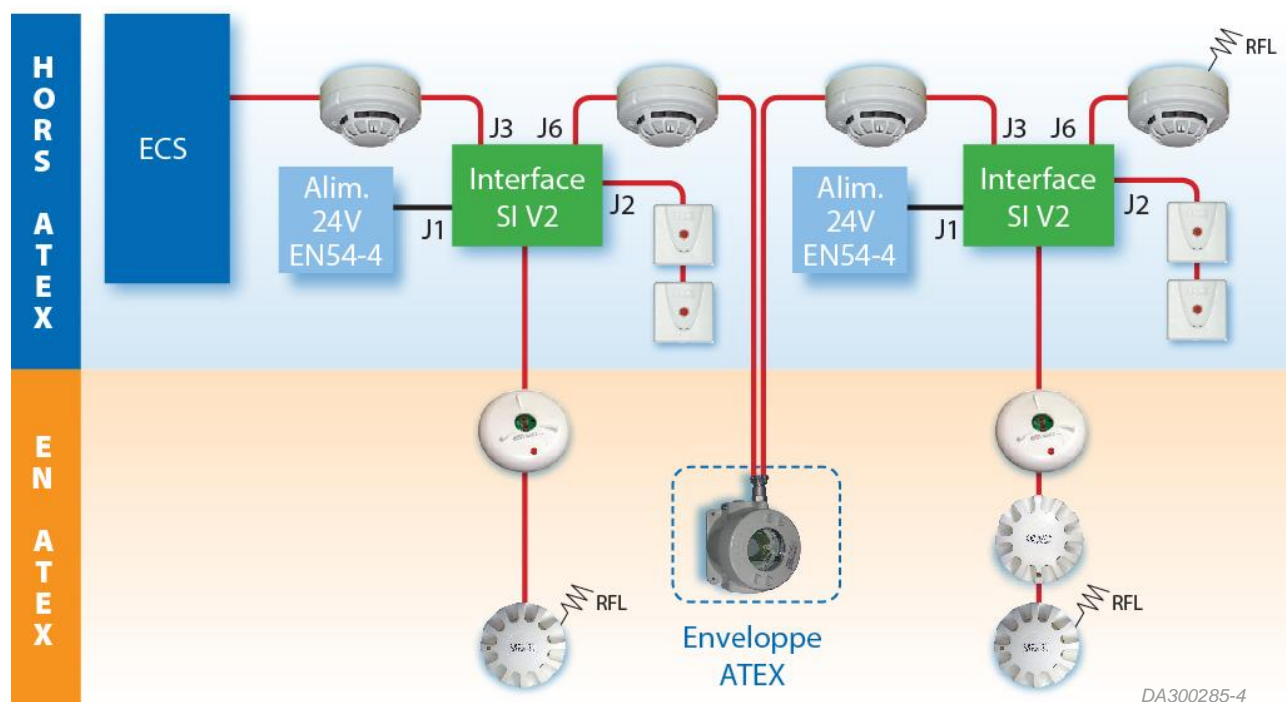 HORS ATEX
ECS
RFL
J3 J6
J3 J6
Alim.
24V
EN54-4
J1
Interface
SI V2
J2
Alim.
24V
EN54-4
J1
Interface
SI V2
J2
EN ATEX
RFL
Enveloppe
ATEX
RFL
DA300285-4